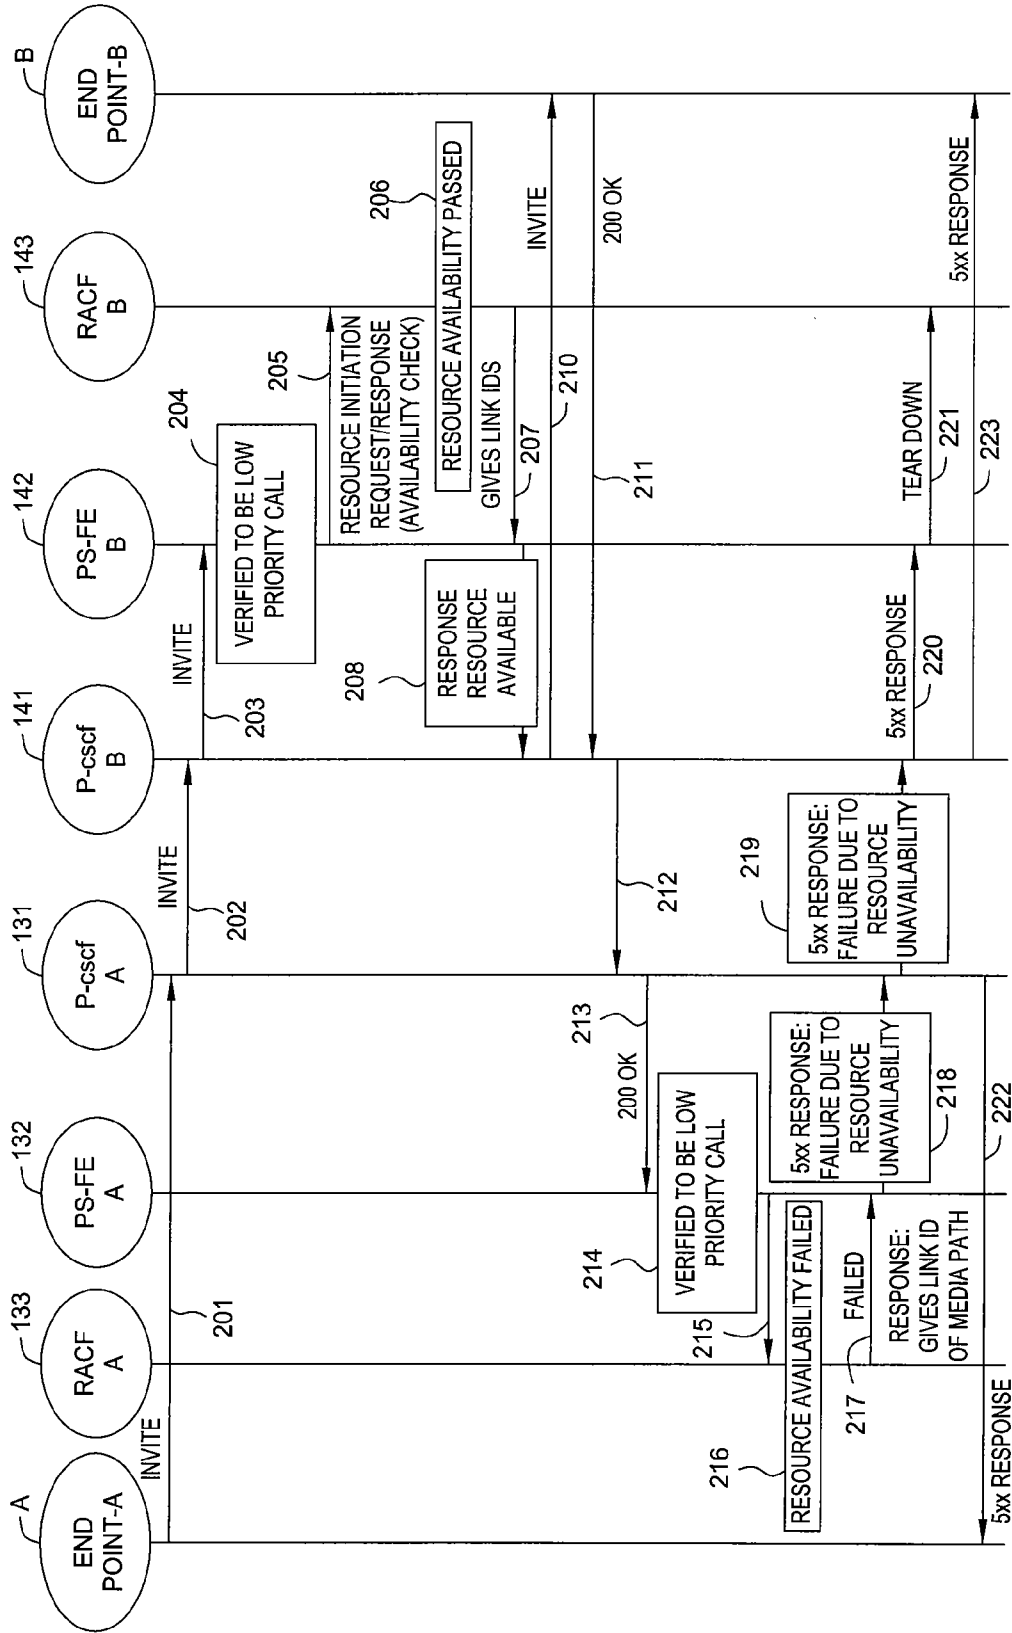 A
END
POINT-A
133
RACF
A
132
PS-FE
A
131
P-cscf
A
141
P-cscf
B
142
PS-FE
B
143
RACF
B
B
END
POINT-B
INVITE
201
INVITE
202
INVITE
203
204
VERIFIED TO BE LOW
PRIORITY CALL
205
RESOURCE INITIATION
REQUEST/RESPONSE
(AVAILABILITY CHECK)
206
RESOURCE AVAILABILITY PASSED
GIVES LINK IDS
207
208
RESPONSE
RESOURCE
AVAILABLE
INVITE
210
200 OK
211
212
213
200 OK
214
VERIFIED TO BE LOW
PRIORITY CALL
215
216
RESOURCE AVAILABILITY FAILED
217
FAILED
RESPONSE:
GIVES LINK ID
OF MEDIA PATH
5xx RESPONSE:
FAILURE DUE TO
RESOURCE
UNAVAILABILITY
218
219
5xx RESPONSE:
FAILURE DUE TO
RESOURCE
UNAVAILABILITY
5xx RESPONSE
220
TEAR DOWN
221
5xx RESPONSE
223
222
5xx RESPONSE